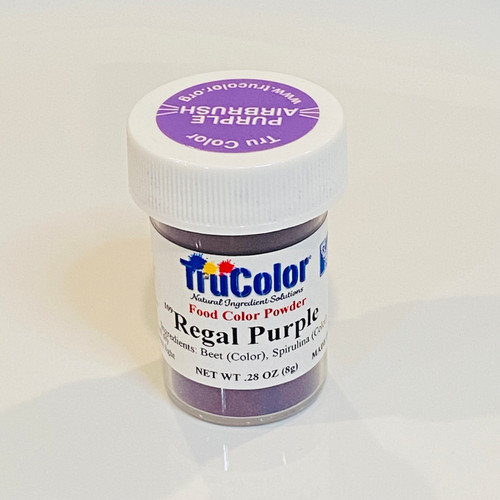 Tru Color
PURPLE
AIRBRUSH
www.trucolor.org
TruColor
Natural Ingredient Solutions
Food Color Powder
Regal Purple
Ingredients: Beet (Color), Spirulina (Color
NET WT .28 OZ (8g)